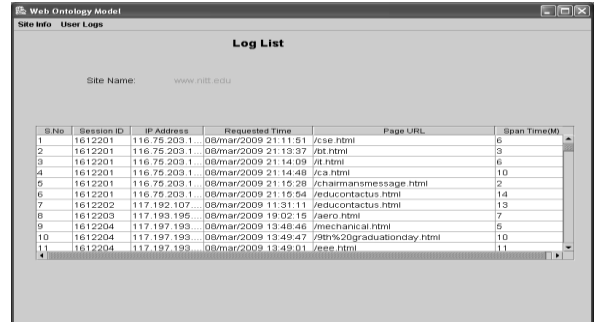 Web Ontology Model
Site Info User Logs
Log List
Site Name: www.nitt.edu
S.No Session ID IP Address Requested Time Page URL Span Time(M)
1 1612201 116.75.203.1... 08/mar/2009 21:11:51 /cse.html 6
2 1612201 116.75.203.1... 08/mar/2009 21:13:37 /bt.html 3
3 1612201 116.75.203.1... 08/mar/2009 21:14:09 /it.html 6
4 1612201 116.75.203.1... 08/mar/2009 21:14:48 /ca.html 10
5 1612201 116.75.203.1... 08/mar/2009 21:15:28 /chairmansmessage.html 2
6 1612201 116.75.203.1... 08/mar/2009 21:15:54 /educontactus.html 14
7 1612202 117.192.107.... 08/mar/2009 11:31:11 /educontactus.html 13
8 1612203 117.193.195.... 08/mar/2009 19:02:15 /aero.html 7
9 1612204 117.197.193.... 08/mar/2009 13:48:46 /mechanical.html 5
10 1612204 117.197.193.... 08/mar/2009 13:49:47 /9th%20graduationday.html 10
11 1612204 117.197.193.... 08/mar/2009 13:49:01 /eee.html 11